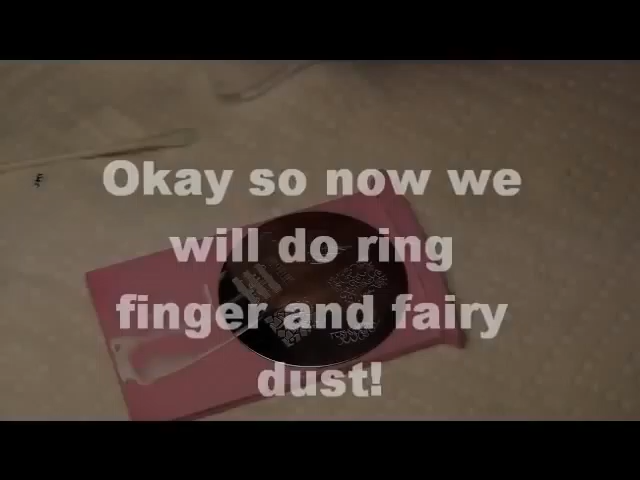 Okay so now we
will do ring
finger and fairy
dust!